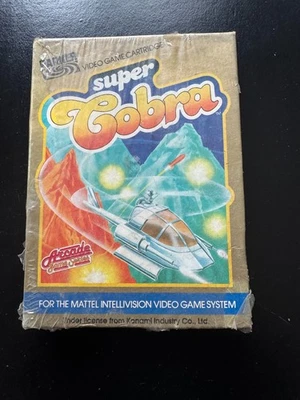 PARKER
VIDEO GAME CARTRIDGE
super
Cobra
Arcade
FOR THE MATTEL INTELLIVISION VIDEO GAME SYSTEM
Under license from Konami Industry Co., Ltd.